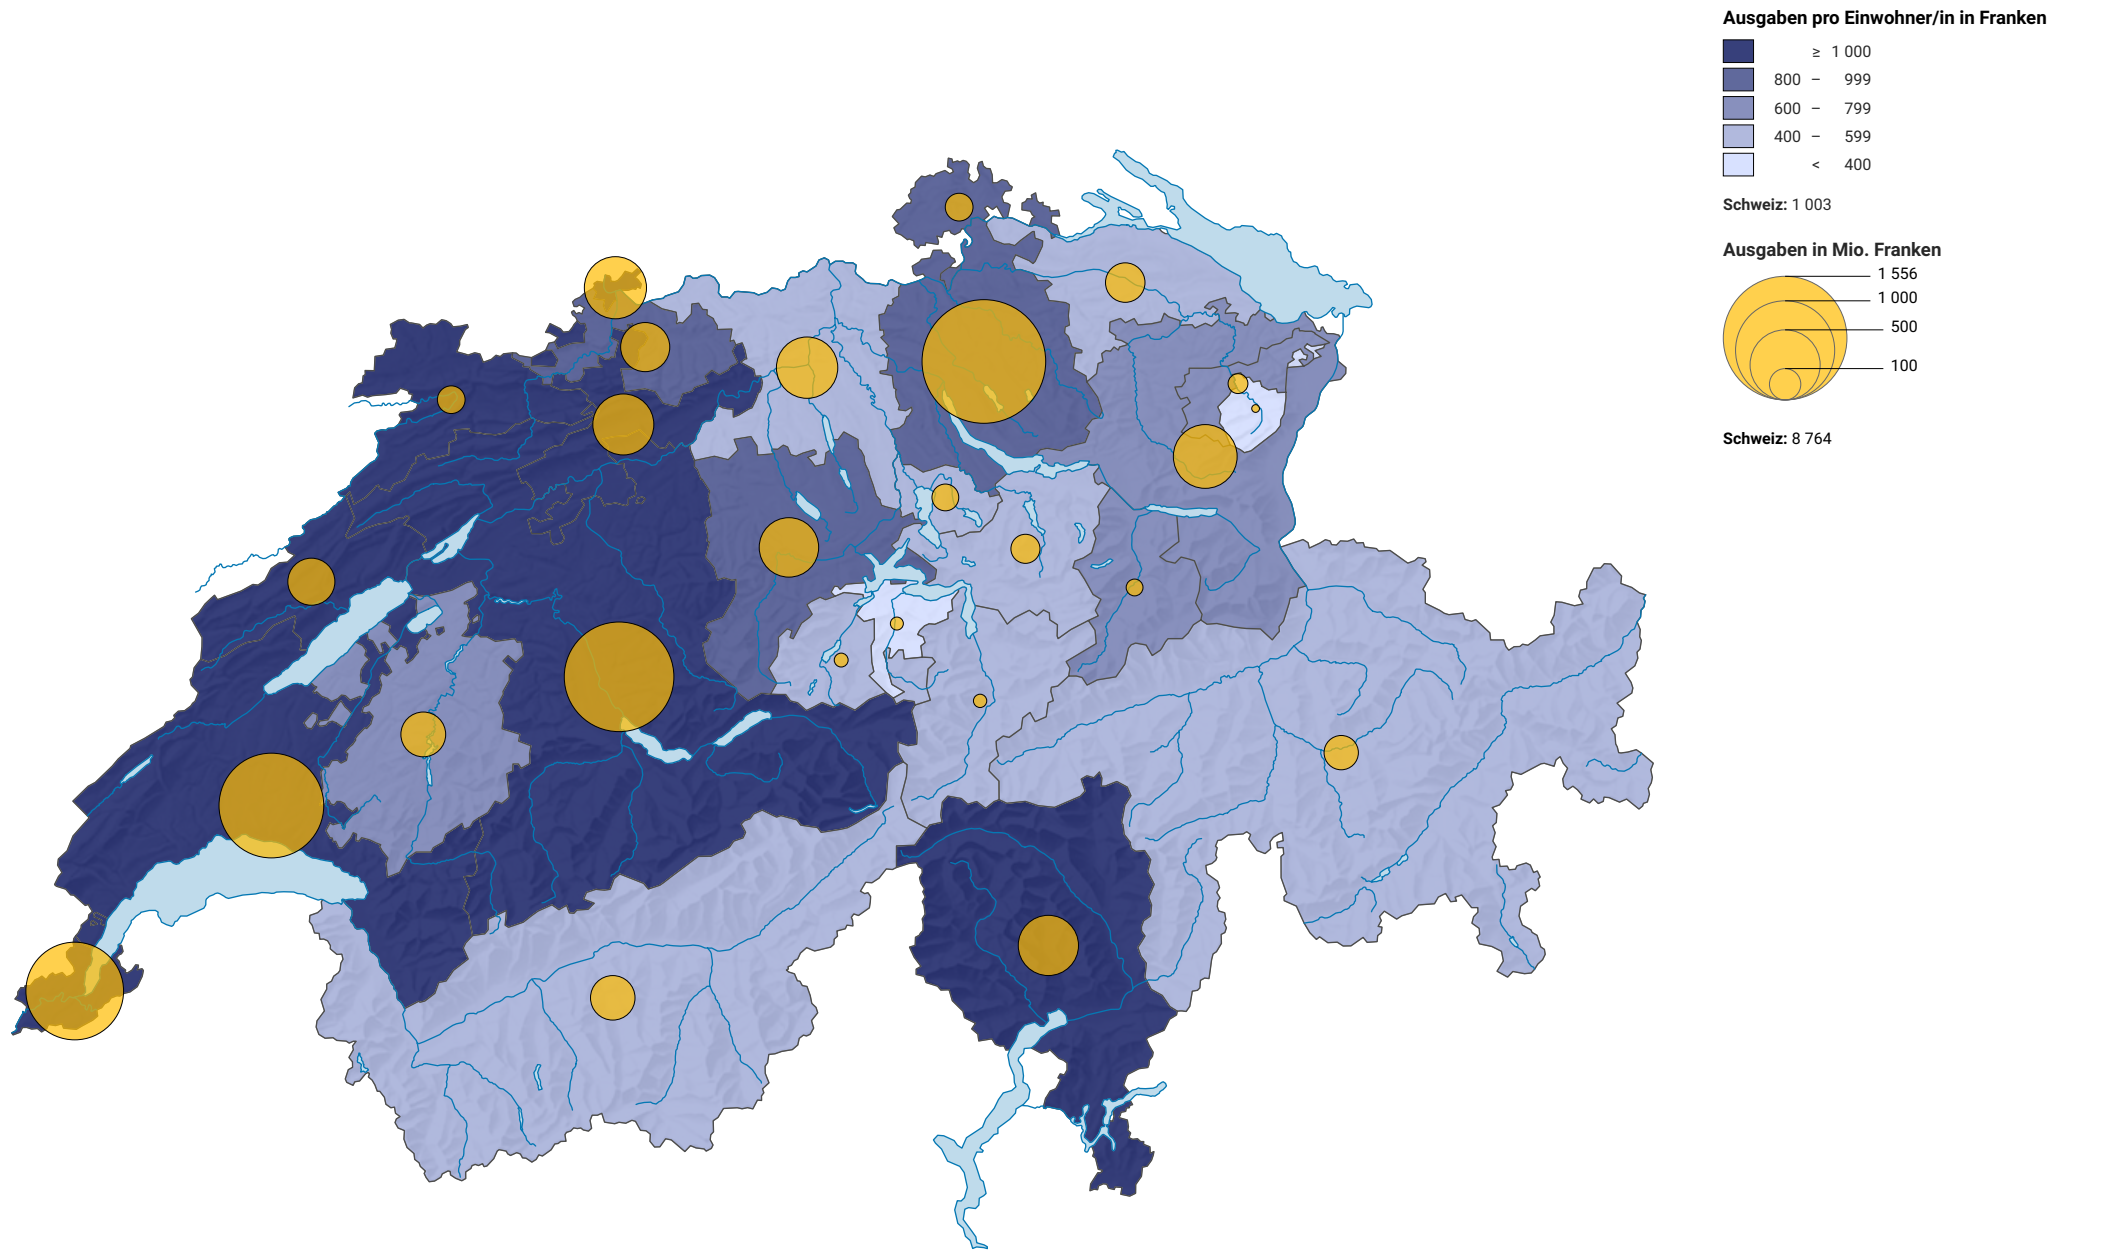 Ausgaben pro Einwohner/in in Franken
≥ 1 000
800 – 999
600 – 799
400 – 599
< 400
Schweiz: 1 003
Ausgaben in Mio. Franken
1 556
1 000
500
100
Schweiz: 8 764